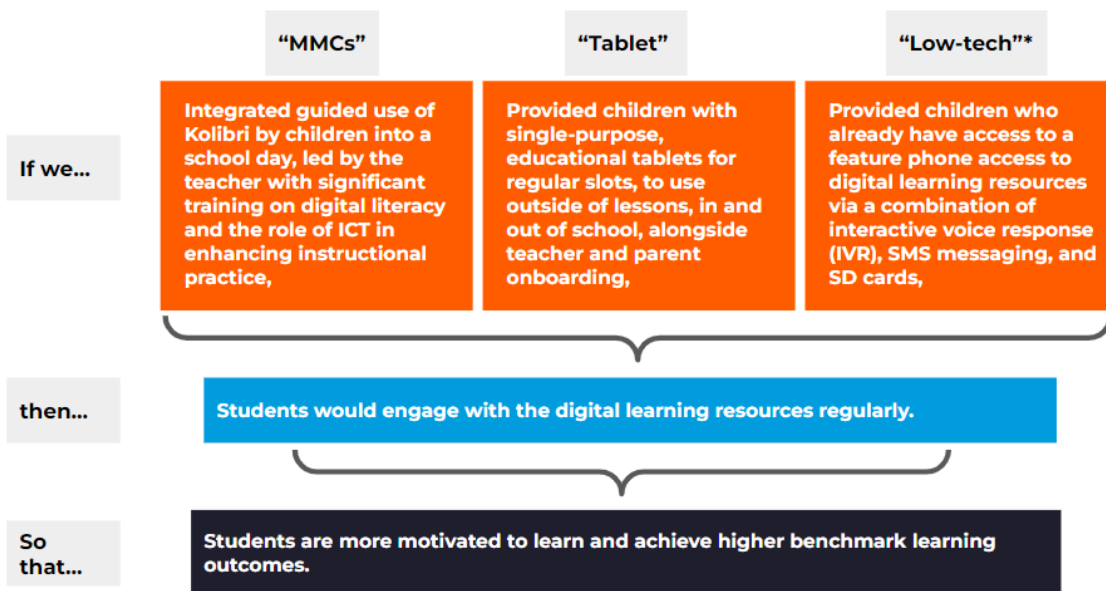 “MMCs”
“Tablet”
“Low-tech”*
If we...
Integrated guided use of
Kolibri by children into a
school day, led by the
teacher with significant
training on digital literacy
and the role of ICT in
enhancing instructional
practice,
Provided children with
single-purpose,
educational tablets for
regular slots, to use
outside of lessons, in and
out of school, alongside
teacher and parent
onboarding,
Provided children who
already have access to a
feature phone access to
digital learning resources
via a combination of
interactive voice response
(IVR), SMS messaging, and
SD cards,
then...
Students would engage with the digital learning resources regularly.
So
that...
Students are more motivated to learn and achieve higher benchmark learning
outcomes.